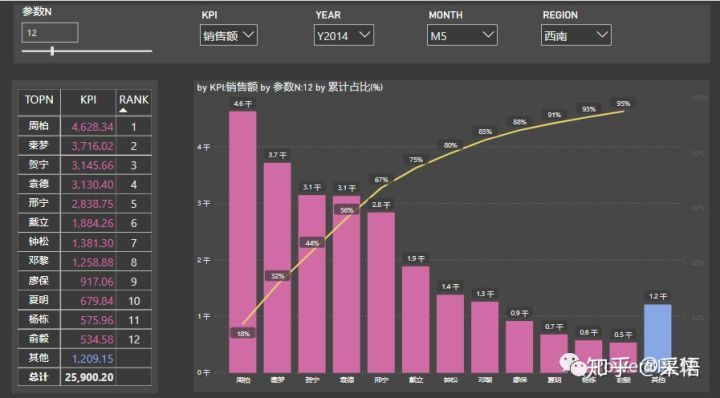 参数N
12
KPI
销售额
YEAR
Y2014
MONTH
M5
REGION
西南
TOPN KPI RANK
周柏 4,628.34 1
秦梦 3,716.02 2
贺宁 3,145.66 3
袁德 3,130.40 4
邢宁 2,838.75 5
戴立 1,884.26 6
钟松 1,381.30 7
邓黎 1,258.88 8
廖保 917.06 9
夏明 679.84 10
杨栋 575.96 11
俞毅 534.58 12
其他 1,209.15
总计 25,900.20
by KPI:销售额 by 参数N:12 by 累计占比(%)
4.6 千
3.7 千
3.1 千
3.1 千
2.8 千
1.9 千
1.4 千
1.3 千
0.9 千
0.7 千
0.6 千
0.5 千
1.2 千
18%
32%
44%
56%
67%
75%
80%
85%
88%
91%
93%
95%
4 千
3 千
2 千
1 千
0 千
100%
80%
60%
40%
20%
0%
周柏 秦梦 贺宁 袁德 邢宁 戴立 钟松 邓黎 廖保 夏明 杨栋 俞毅 其他
知乎 @采悟